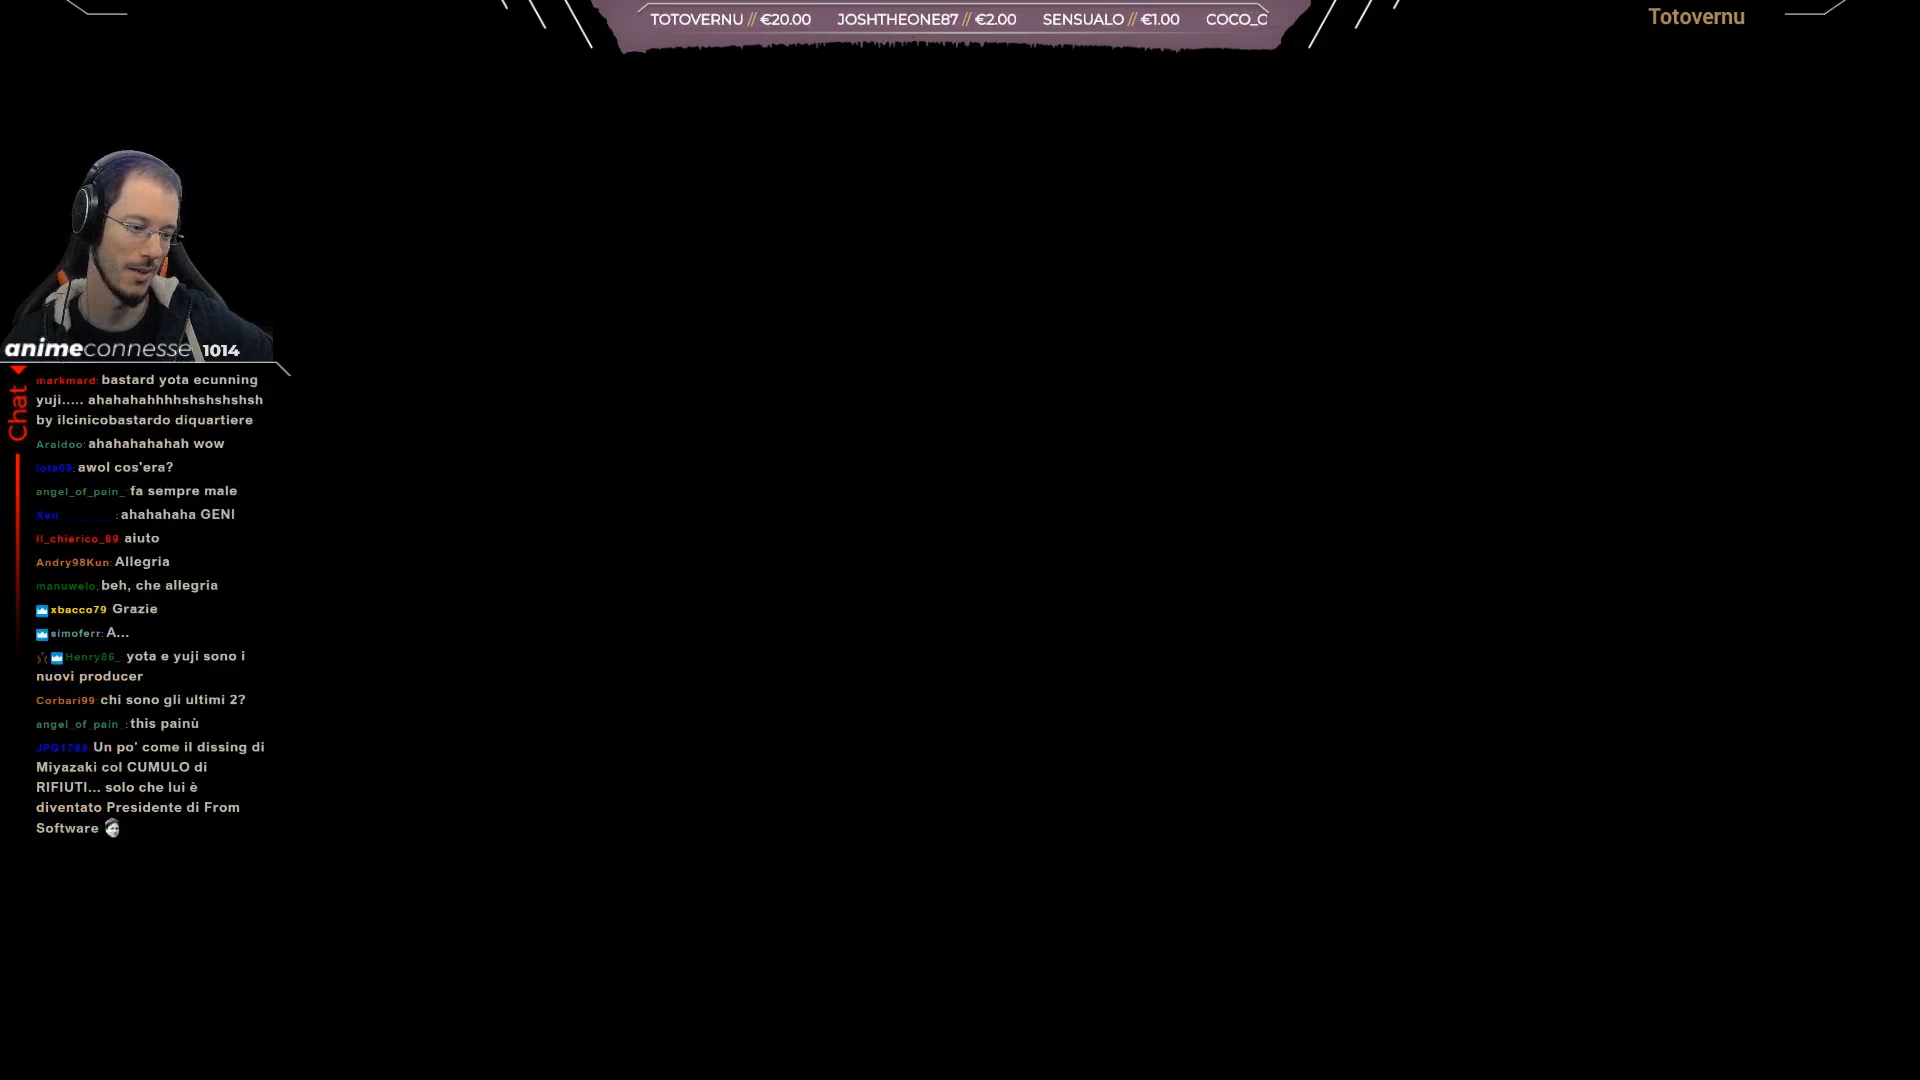 TOTOVERNU // €20.00 JOSHTHEONE87 // €2.00 SENSUALO // €1.00 COCO_C
Totovernu
animeconnesse 1014
Chat
markmard: bastard yota ecunning
yuji..... ahahahahhhhshshshshsh
by ilcinicobastardo diquartiere
Araldoo: ahahahahahah wow
iota09: awol cos'era?
angel_of_pain_: fa sempre male
Xen : ahahahaha GENI
Il_chierico_89: aiuto
Andry98Kun: Allegria
manuwelo: beh, che allegria
xbacco79 Grazie
simoferr: A...
Henry86_: yota e yuji sono i
nuovi producer
Corbari99: chi sono gli ultimi 2?
angel_of_pain_: this painù
Un po' come il dissing di
Miyazaki col CUMULO di
RIFIUTI... solo che lui è
diventato Presidente di From
Software